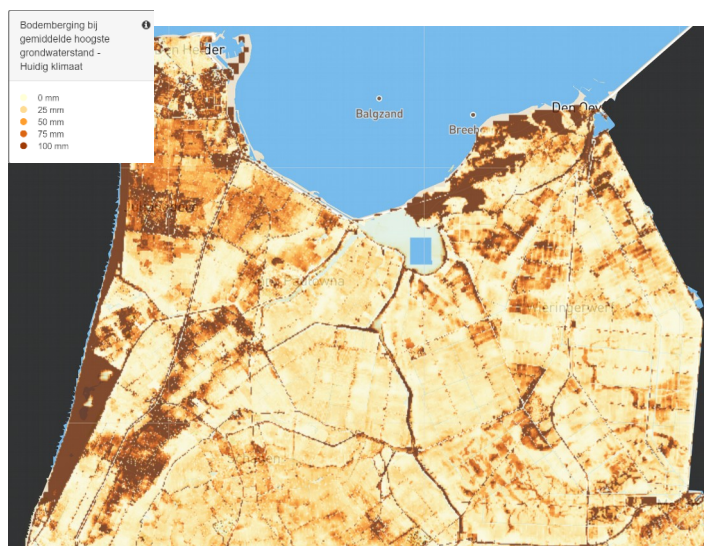 Bodemberging bij
gemiddelde hoogste
grondwaterstand -
Huidig klimaat
0 mm
25 mm
50 mm
75 mm
100 mm
Balgzand
Den Oev